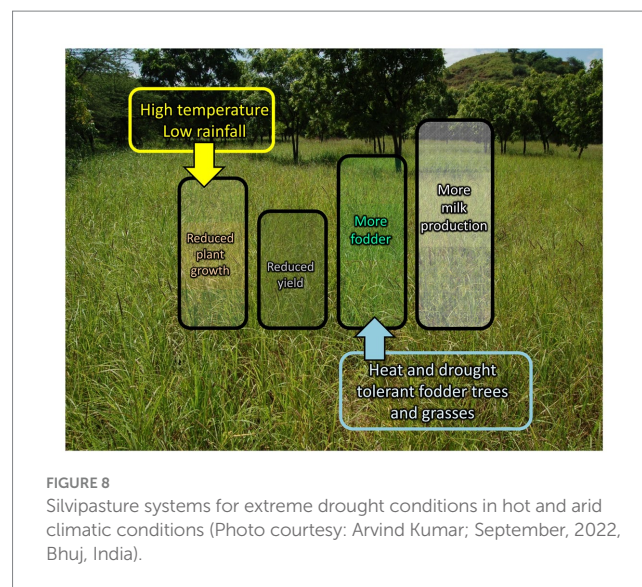 High temperature
Low rainfall
Reduced
plant
growth
Reduced
yield
More
fodder
More
milk
production
Heat and drought
tolerant fodder trees
and grasses
FIGURE 8
Silvipasture systems for extreme drought conditions in hot and arid
climatic conditions (Photo courtesy: Arvind Kumar; September, 2022,
Bhuj, India).